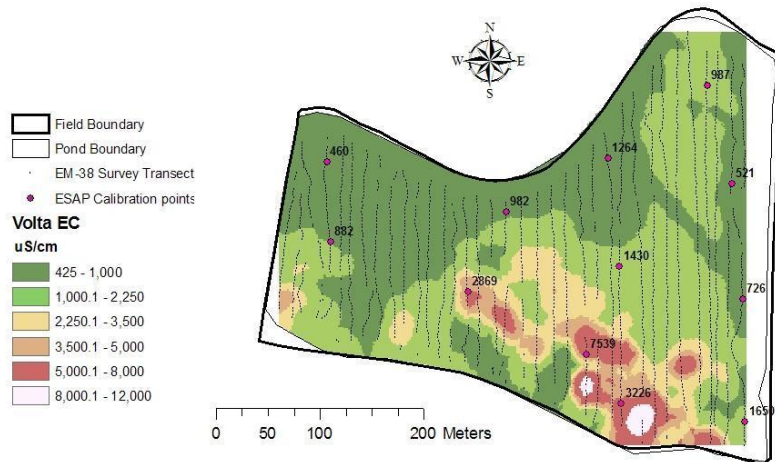 N
W E
S
Field Boundary
Pond Boundary
EM-38 Survey Transect
ESAP Calibration points
Volta EC
uS/cm
425 - 1,000
1,000.1 - 2,250
2,250.1 - 3,500
3,500.1 - 5,000
5,000.1 - 8,000
8,000.1 - 12,000
987
1264
460
521
982
882
1430
2869
726
7539
3226
1650
0 50 100 200 Meters